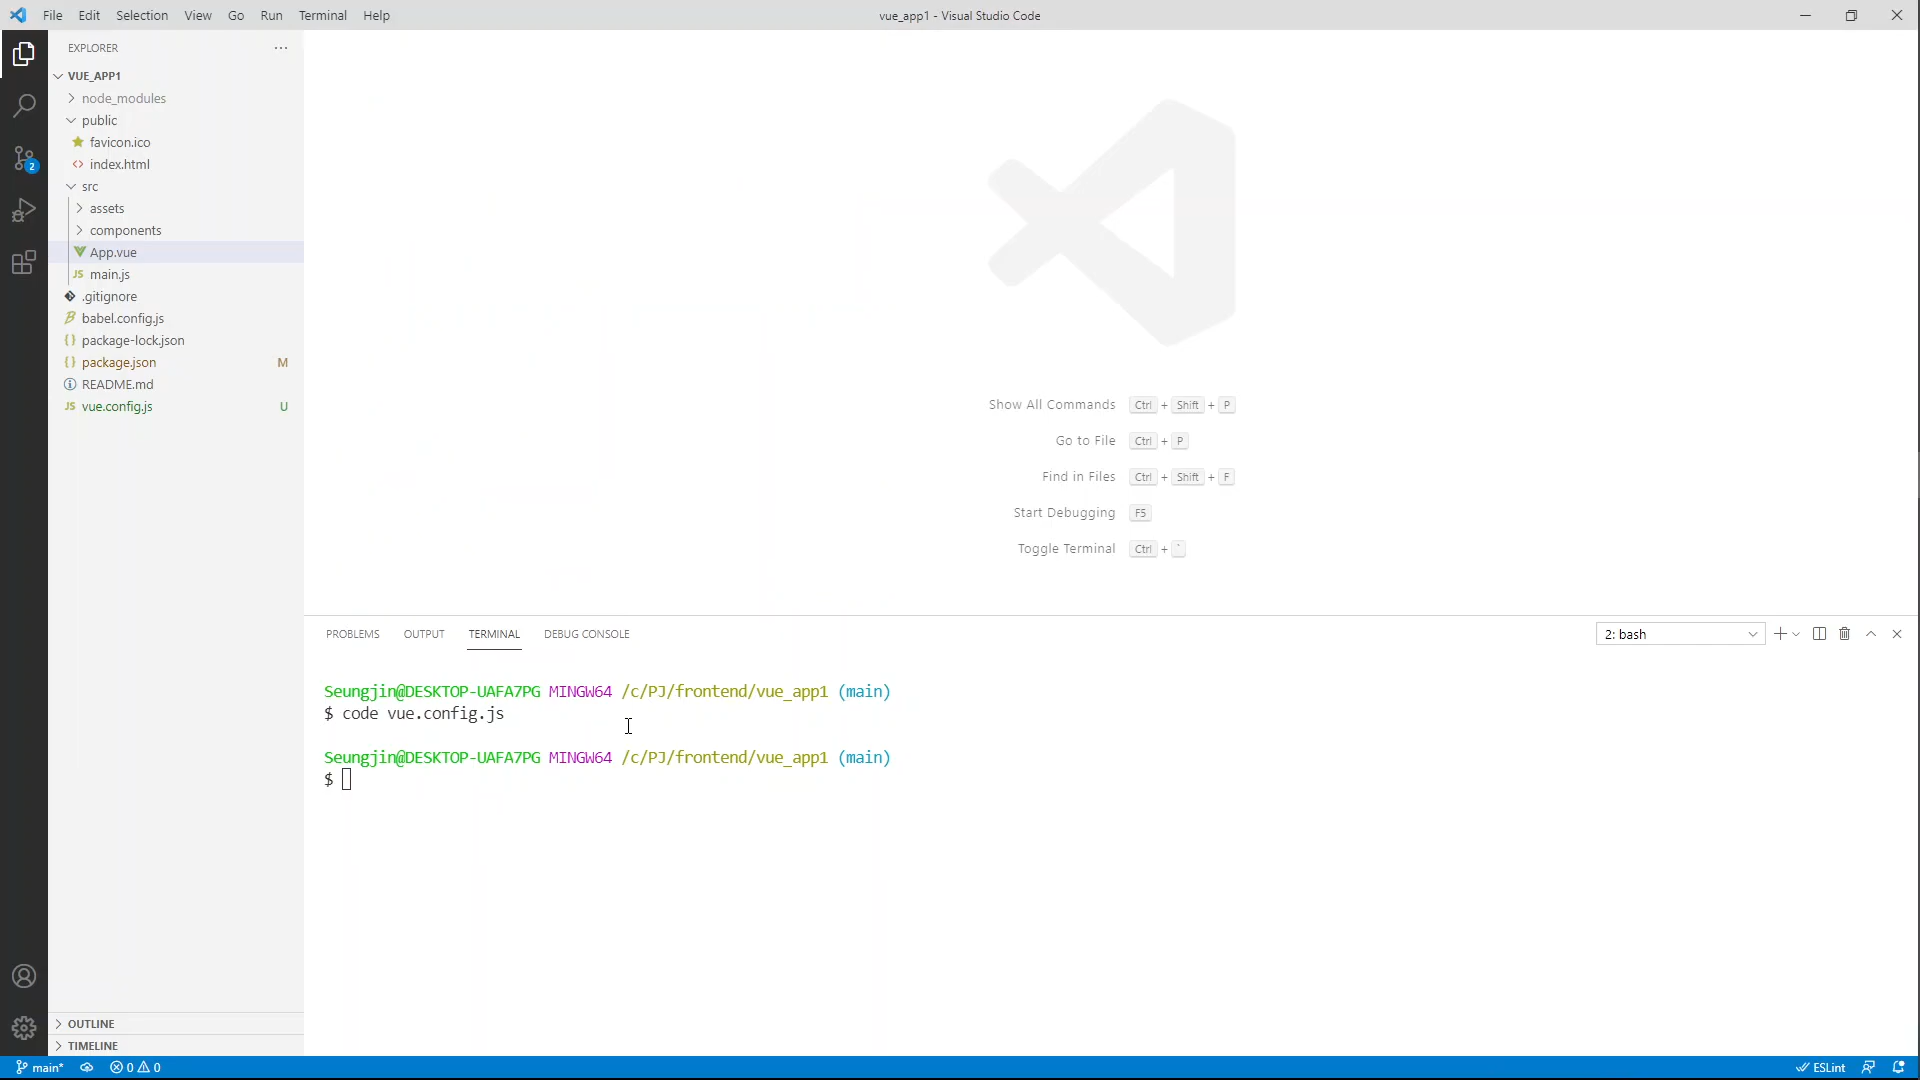 File Edit Selection View Go Run Terminal Help
vue_app1 - Visual Studio Code
EXPLORER
VUE_APP1
node_modules
public
favicon.ico
index.html
src
assets
components
App.vue
JS main.js
.gitignore
babel.config.js
package-lock.json
package.json M
README.md
JS vue.config.js U
OUTLINE
TIMELINE
2
Show All Commands Ctrl + Shift + P
Go to File Ctrl + P
Find in Files Ctrl + Shift + F
Start Debugging F5
Toggle Terminal Ctrl + `
PROBLEMS OUTPUT TERMINAL DEBUG CONSOLE
2: bash
Seungjin@DESKTOP-UAFA7PG MINGW64 /c/PJ/frontend/vue_app1 (main)
$ code vue.config.js
Seungjin@DESKTOP-UAFA7PG MINGW64 /c/PJ/frontend/vue_app1 (main)
$
main* 0 0
ESLint